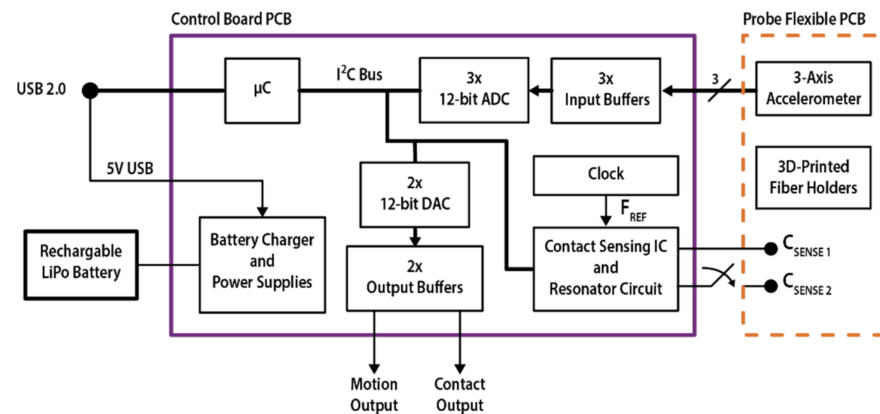 Control Board PCB
Probe Flexible PCB
USB 2.0
µC
I²C Bus
3x
12-bit ADC
3x
Input Buffers
3
3-Axis
Accelerometer
5V USB
2x
12-bit DAC
Clock
F_REF
3D-Printed
Fiber Holders
Rechargable
LiPo Battery
Battery Charger
and
Power Supplies
2x
Output Buffers
Contact Sensing IC
and
Resonator Circuit
C_SENSE 1
C_SENSE 2
Motion
Output
Contact
Output